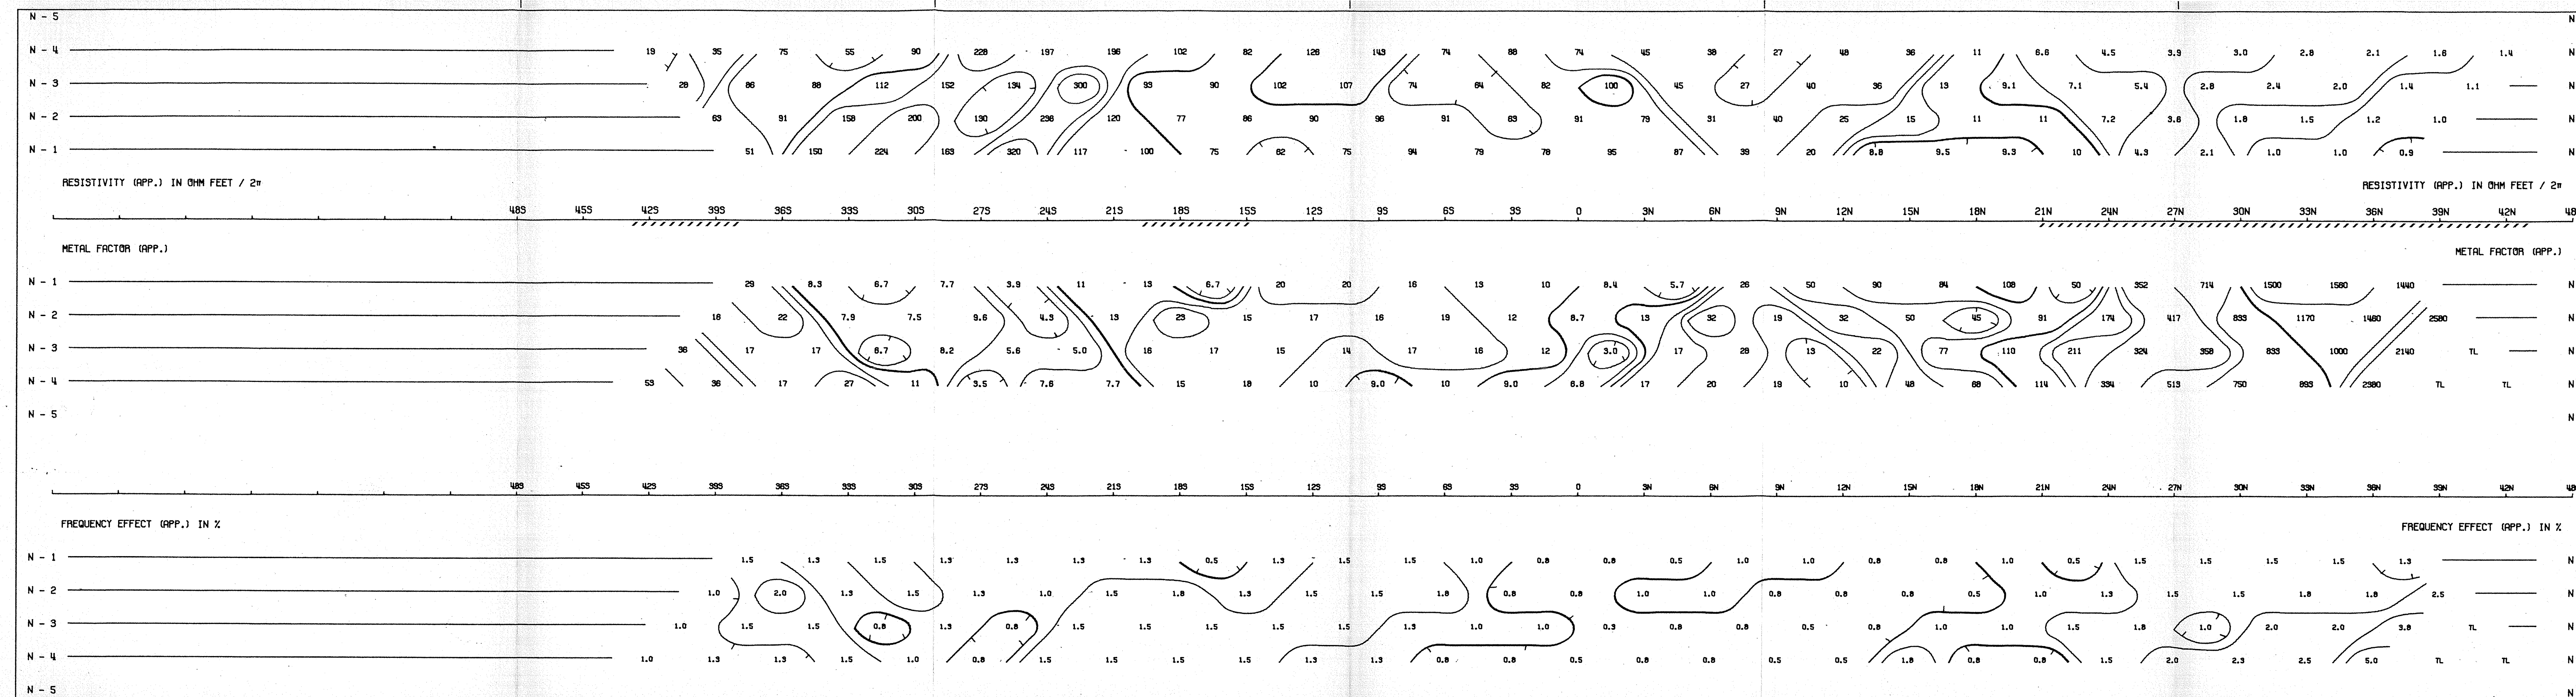 N - 5 N
N - 4 19 35 75 55 90 228 197 196 102 82 126 143 74 88 74 45 38 27 48 36 11 6.6 4.5 3.9 3.0 2.8 2.1 1.6 1.4
N - 3 28 86 88 112 152 134 300 93 90 102 107 74 64 82 100 45 27 40 36 13 9.1 7.1 5.4 2.8 2.4 2.0 1.4 1.1 N
N - 2 63 91 158 200 130 236 120 77 86 90 96 91 63 91 79 31 40 25 15 11 11 7.2 3.8 1.8 1.5 1.2 1.0 N
N - 1 51 150 224 163 320 117 100 75 82 75 94 79 78 95 87 39 20 8.8 9.5 9.3 10 4.3 2.1 1.0 1.0 0.9 N
RESISTIVITY (APP.) IN OHM FEET / 2π RESISTIVITY (APP.) IN OHM FEET / 2π
48S 45S 42S 39S 36S 33S 30S 27S 24S 21S 18S 15S 12S 9S 6S 3S 0 3N 6N 9N 12N 15N 18N 21N 24N 27N 30N 33N 36N 39N 42N 48
METAL FACTOR (APP.) METAL FACTOR (APP.)
N - 1 29 8.3 6.7 7.7 3.9 11 13 6.7 20 20 16 13 10 8.4 5.7 26 50 90 84 108 50 352 714 1500 1580 1440 N
N - 2 16 22 7.9 7.5 9.6 4.3 13 23 15 17 16 19 12 8.7 13 32 19 32 50 45 91 174 417 833 1170 1460 2580 N
N - 3 36 17 17 6.7 8.2 5.6 5.0 16 17 15 14 17 16 12 3.0 17 28 13 22 77 110 211 324 358 833 1000 2140 TL N
N - 4 53 36 17 27 11 3.5 7.6 7.7 15 18 10 9.0 10 9.0 6.8 17 20 19 10 48 68 114 334 513 750 893 2380 TL TL N
N - 5 N
48S 45S 42S 39S 36S 33S 30S 27S 24S 21S 18S 15S 12S 9S 6S 3S 0 3N 6N 9N 12N 15N 18N 21N 24N 27N 30N 33N 36N 39N 42N 48
FREQUENCY EFFECT (APP.) IN % FREQUENCY EFFECT (APP.) IN %
N - 1 1.5 1.3 1.5 1.3 1.3 1.3 1.3 0.5 1.3 1.5 1.5 1.0 0.8 0.8 0.5 1.0 1.0 0.8 0.8 1.0 0.5 1.5 1.5 1.5 1.5 1.3 N
N - 2 1.0 2.0 1.3 1.5 1.3 1.0 1.5 1.8 1.3 1.5 1.5 1.8 0.8 0.8 1.0 1.0 0.8 0.8 0.8 0.5 1.0 1.3 1.5 1.5 1.8 1.8 2.5 N
N - 3 1.0 1.5 1.5 0.8 1.3 0.8 1.5 1.5 1.5 1.5 1.5 1.3 1.0 1.0 0.3 0.8 0.8 0.5 0.8 1.0 1.0 1.5 1.8 1.0 2.0 2.0 3.8 TL N
N - 4 1.0 1.3 1.3 1.5 1.0 0.8 1.5 1.5 1.5 1.5 1.3 1.3 0.8 0.8 0.5 0.8 0.8 0.5 0.5 1.8 0.8 0.8 1.5 2.0 2.3 2.5 5.0 TL TL N
N - 5 N